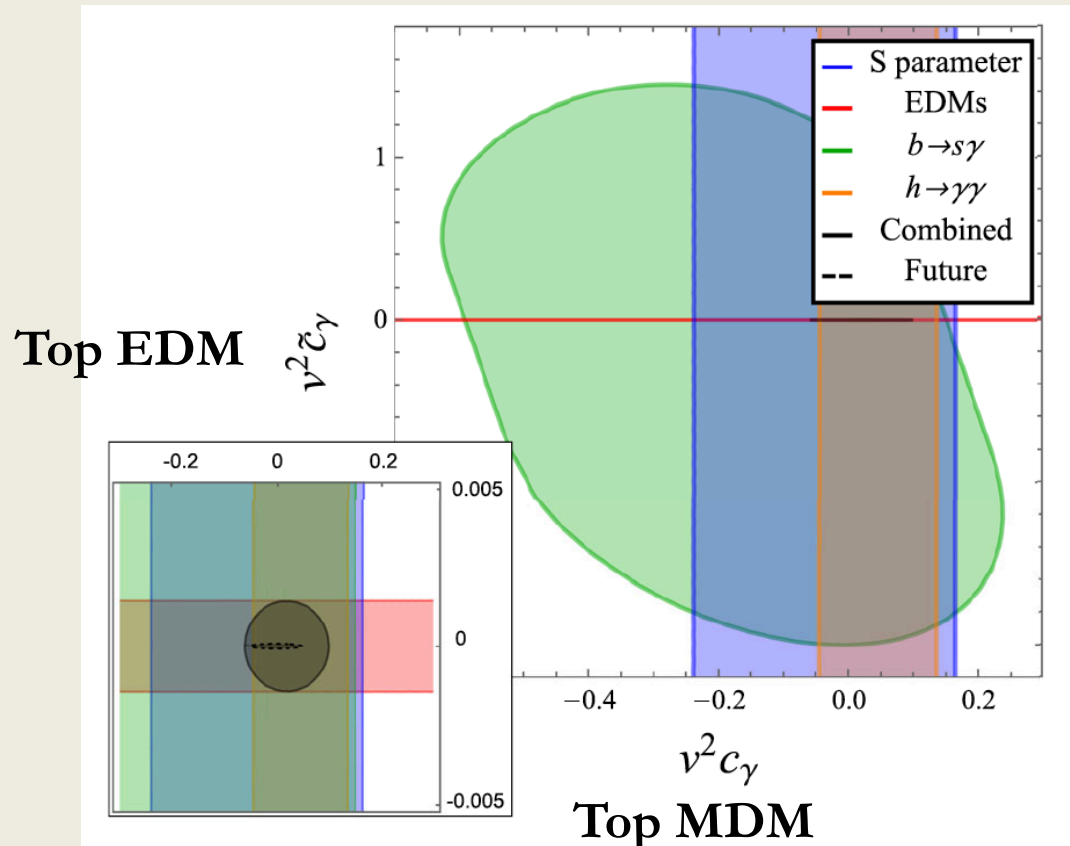 S parameter
EDMs
b→sγ
h→γγ
Combined
Future
1
0
Top EDM
v²c̃γ
-0.2 0 0.2
0.005
0
-0.005
−0.4 −0.2 0.0 0.2
v²cγ
Top MDM